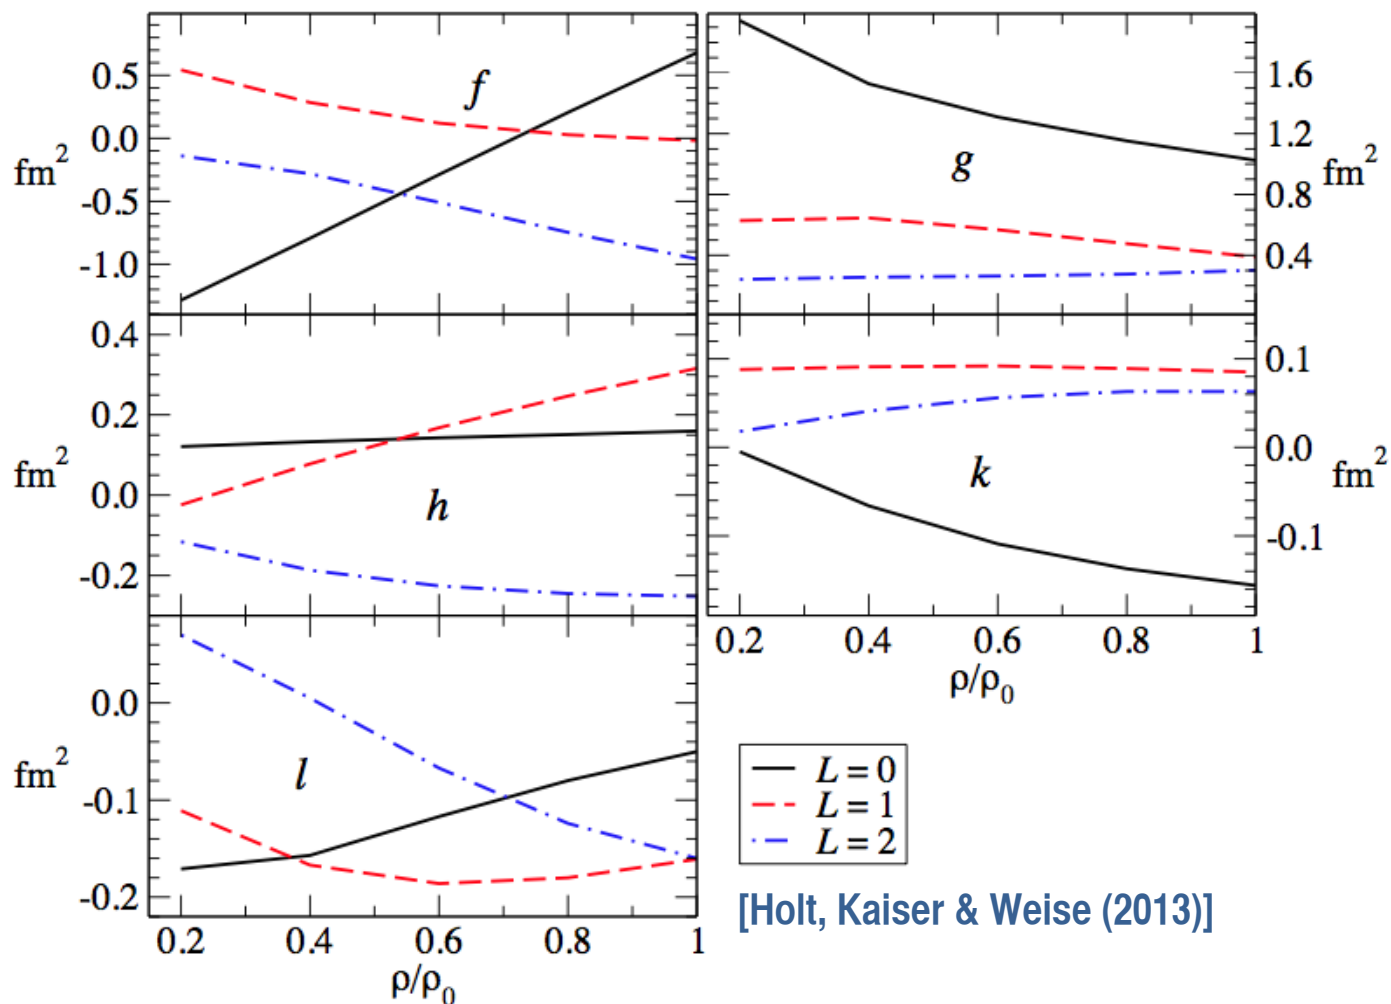 0.5
0.0
-0.5
-1.0
fm²
f
1.6
1.2
0.8
0.4
fm²
g
0.4
0.2
0.0
-0.2
fm²
h
0.1
0.0
-0.1
fm²
k
0.2 0.4 0.6 0.8 1
ρ/ρ₀
0.0
-0.1
-0.2
fm²
l
0.2 0.4 0.6 0.8 1
ρ/ρ₀
L = 0
L = 1
L = 2
[Holt, Kaiser & Weise (2013)]